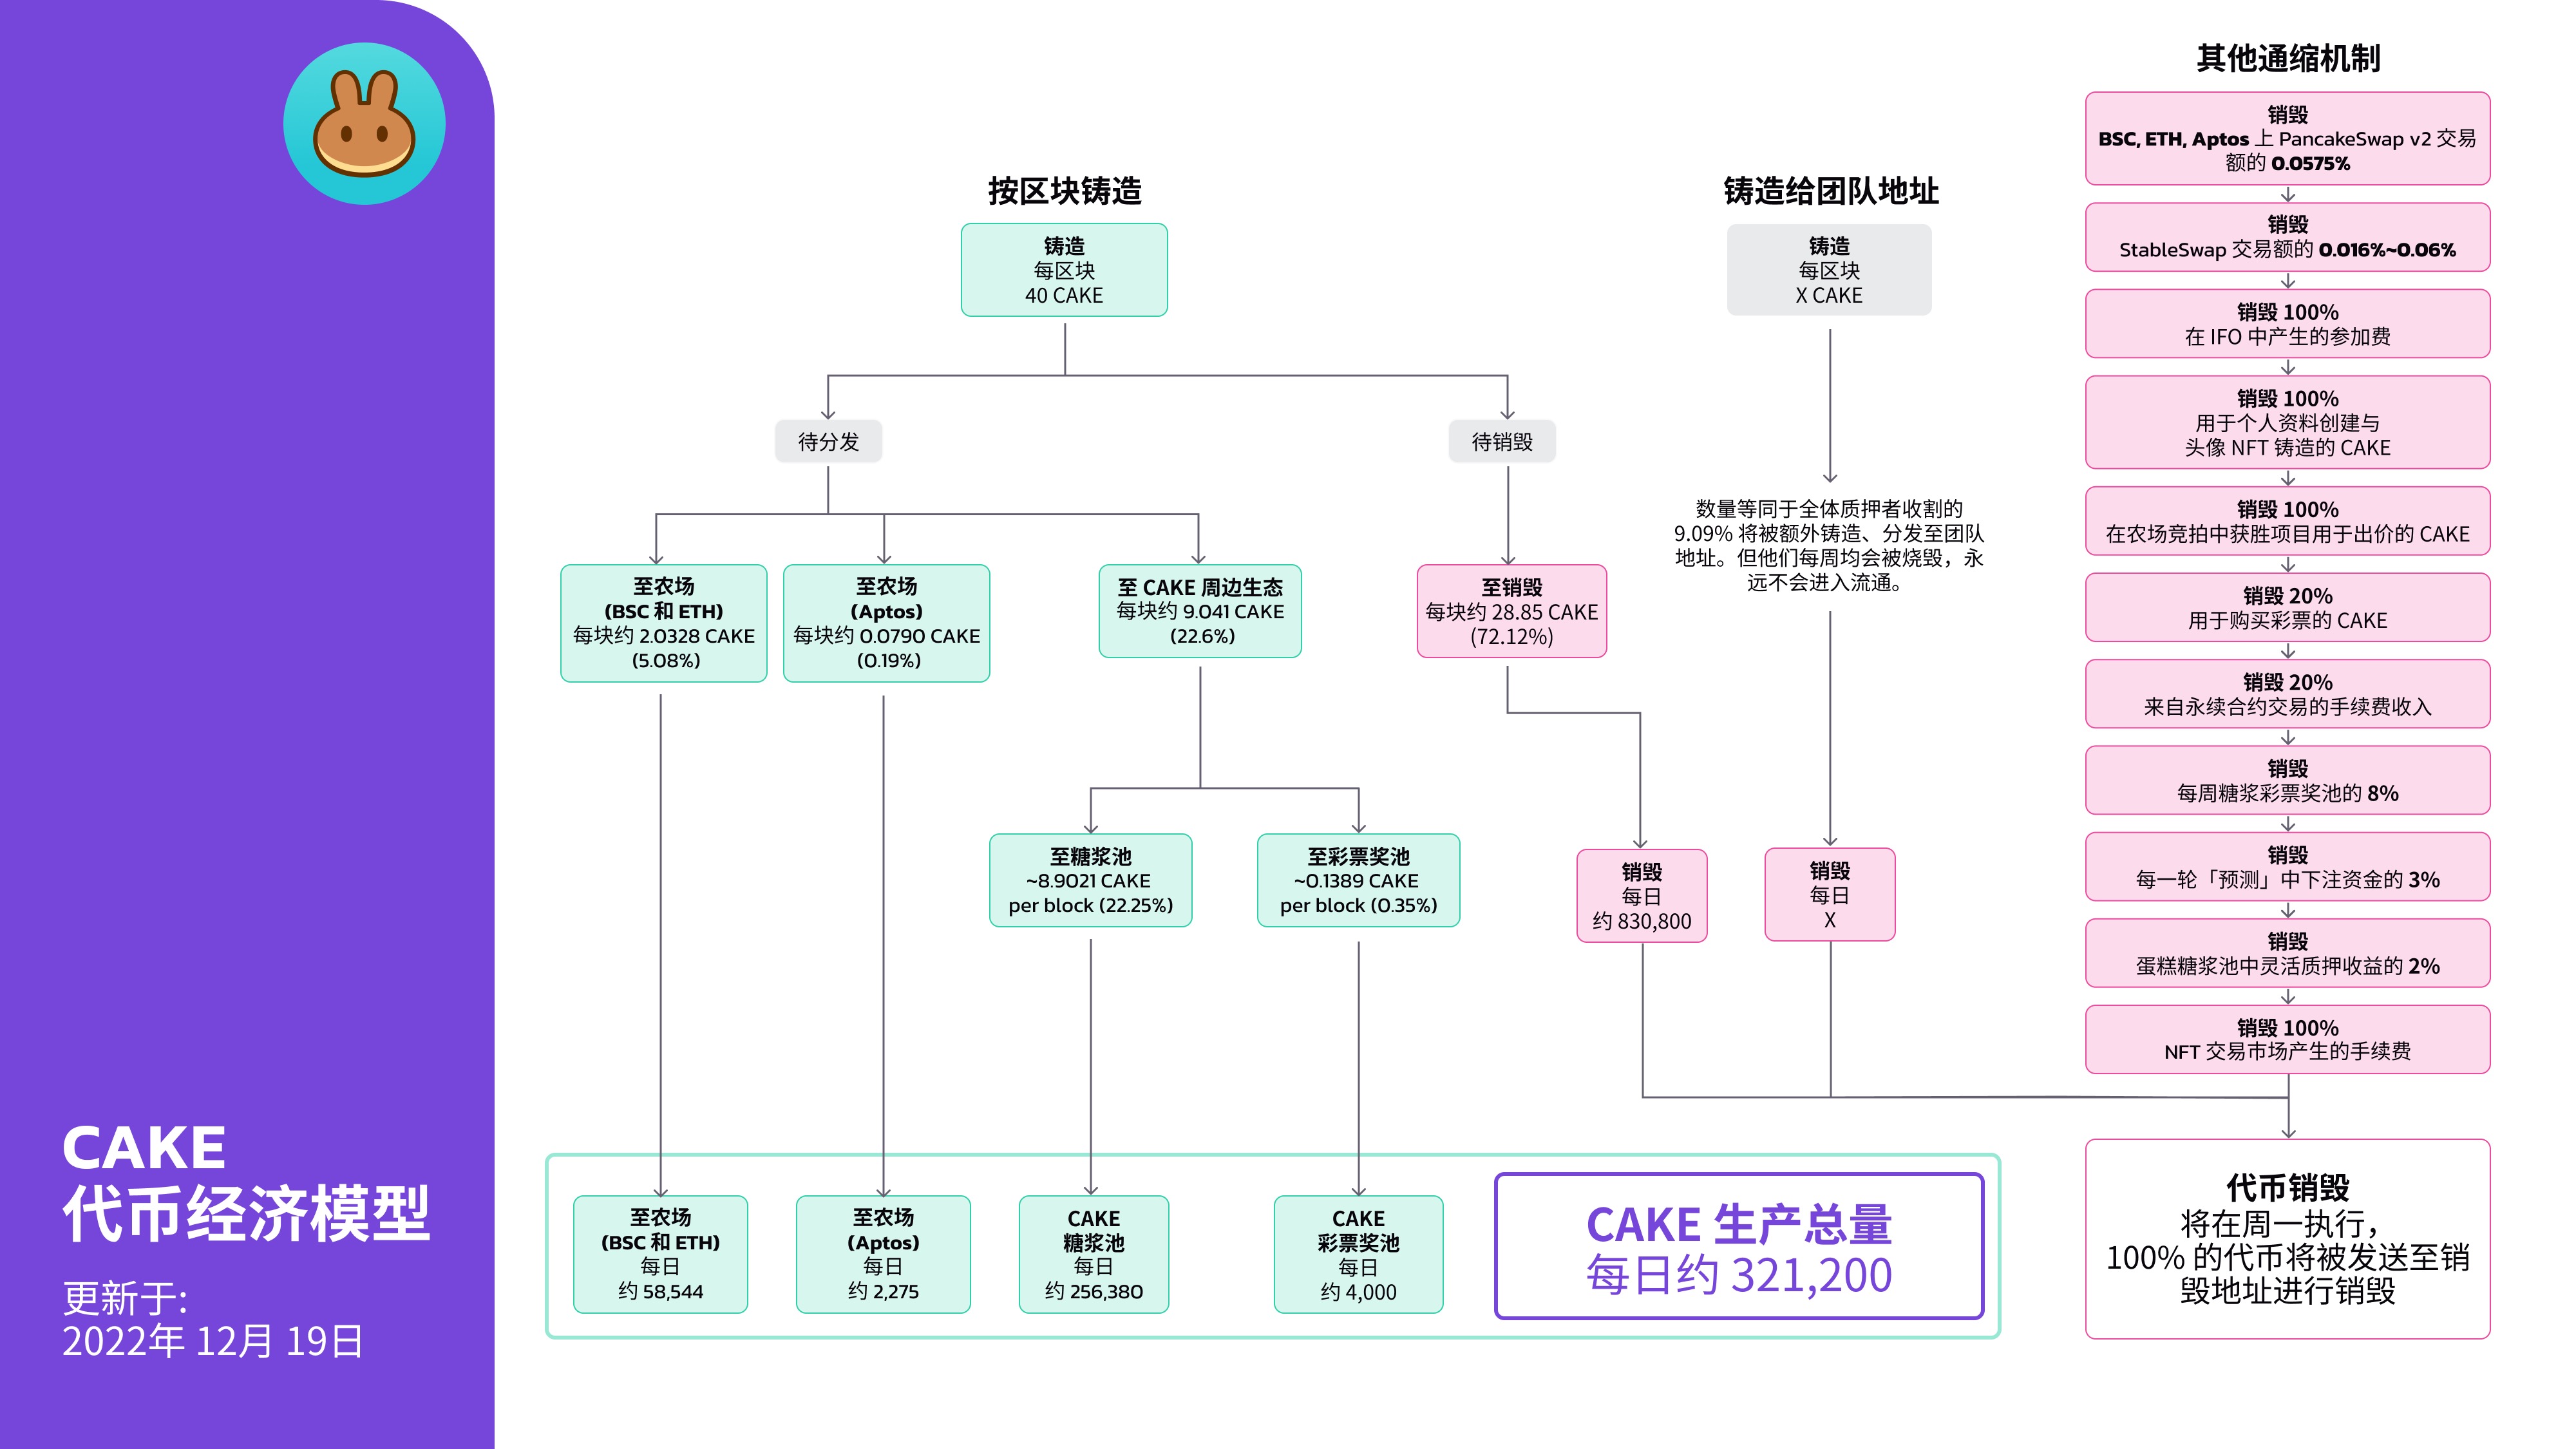 CAKE
代币经济模型
更新于:
2022年 12月 19日
按区块铸造
铸造
每区块
40 CAKE
待分发
待销毁
至农场
(BSC 和 ETH)
每块约 2.0328 CAKE
(5.08%)
至农场
(Aptos)
每块约 0.0790 CAKE
(0.19%)
至 CAKE 周边生态
每块约 9.041 CAKE
(22.6%)
至销毁
每块约 28.85 CAKE
(72.12%)
至糖浆池
~8.9021 CAKE
per block (22.25%)
至彩票奖池
~0.1389 CAKE
per block (0.35%)
销毁
每日
约 830,800
至农场
(BSC 和 ETH)
每日
约 58,544
至农场
(Aptos)
每日
约 2,275
CAKE
糖浆池
每日
约 256,380
CAKE
彩票奖池
每日
约 4,000
CAKE 生产总量
每日约 321,200
铸造给团队地址
铸造
每区块
X CAKE
数量等同于全体质押者收割的
9.09% 将被额外铸造、分发至团队
地址。但他们每周均会被烧毁，永
远不会进入流通。
销毁
每日
X
其他通缩机制
销毁
BSC, ETH, Aptos 上 PancakeSwap v2 交易
额的 0.0575%
销毁
StableSwap 交易额的 0.016%~0.06%
销毁 100%
在 IFO 中产生的参加费
销毁 100%
用于个人资料创建与
头像 NFT 铸造的 CAKE
销毁 100%
在农场竞拍中获胜项目用于出价的 CAKE
销毁 20%
用于购买彩票的 CAKE
销毁 20%
来自永续合约交易的手续费收入
销毁
每周糖浆彩票奖池的 8%
销毁
每一轮「预测」中下注资金的 3%
销毁
蛋糕糖浆池中灵活质押收益的 2%
销毁 100%
NFT 交易市场产生的手续费
代币销毁
将在周一执行，
100% 的代币将被发送至销
毁地址进行销毁